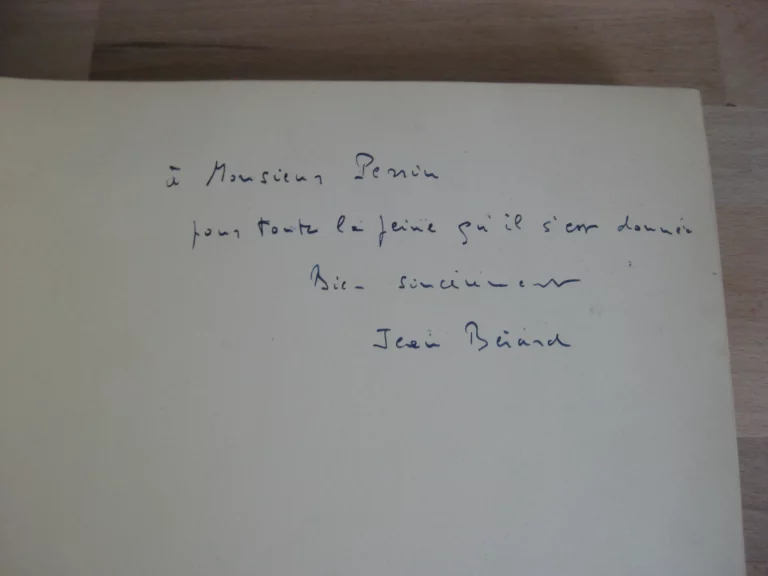 à Monsieur Perrin
pour toute la peine qu'il s'est donnée
Bien sincèrement
Jean Bérard